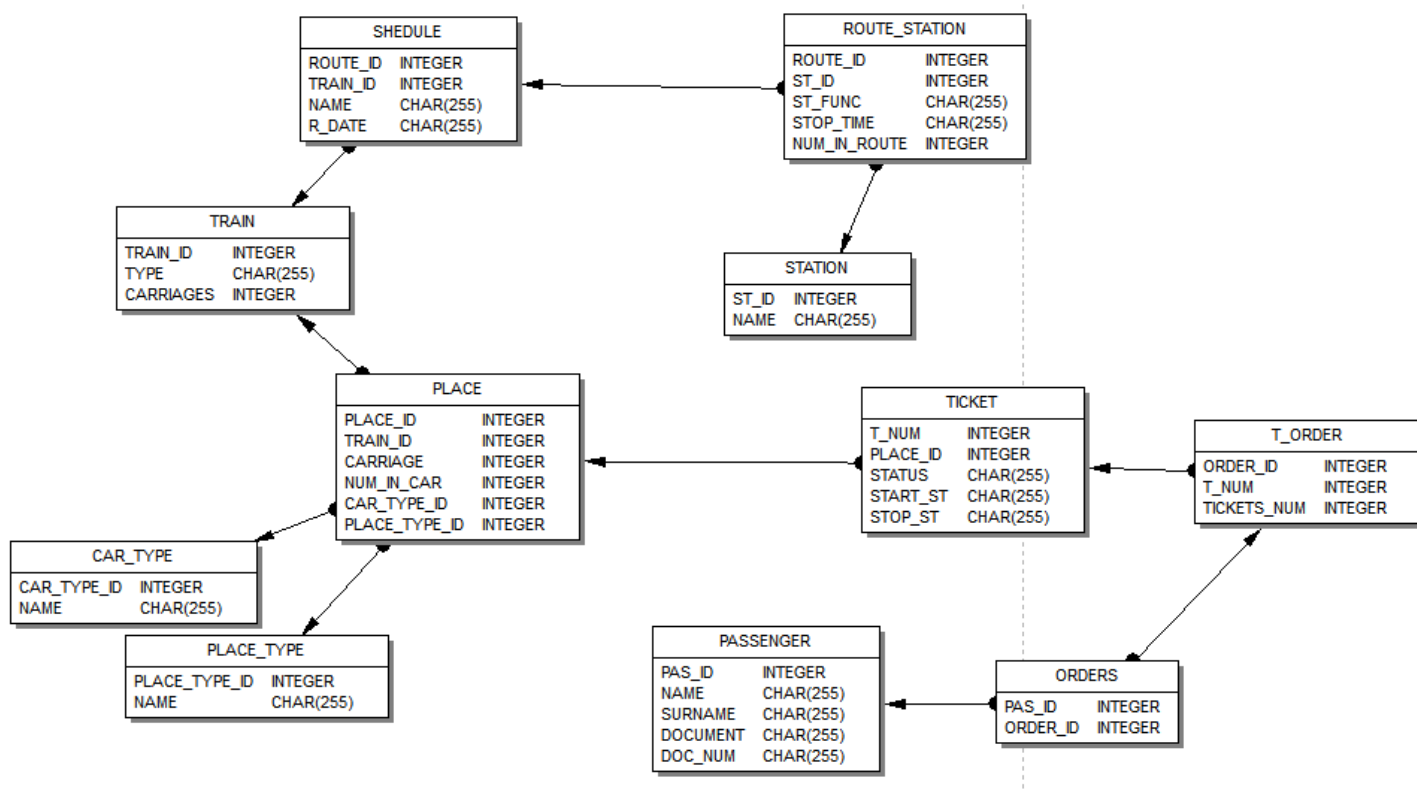 SHEDULE
ROUTE_ID INTEGER
TRAIN_ID INTEGER
NAME CHAR(255)
R_DATE CHAR(255)
ROUTE_STATION
ROUTE_ID INTEGER
ST_ID INTEGER
ST_FUNC CHAR(255)
STOP_TIME CHAR(255)
NUM_IN_ROUTE INTEGER
TRAIN
TRAIN_ID INTEGER
TYPE CHAR(255)
CARRIAGES INTEGER
STATION
ST_ID INTEGER
NAME CHAR(255)
PLACE
PLACE_ID INTEGER
TRAIN_ID INTEGER
CARRIAGE INTEGER
NUM_IN_CAR INTEGER
CAR_TYPE_ID INTEGER
PLACE_TYPE_ID INTEGER
TICKET
T_NUM INTEGER
PLACE_ID INTEGER
STATUS CHAR(255)
START_ST CHAR(255)
STOP_ST CHAR(255)
T_ORDER
ORDER_ID INTEGER
T_NUM INTEGER
TICKETS_NUM INTEGER
CAR_TYPE
CAR_TYPE_ID INTEGER
NAME CHAR(255)
PLACE_TYPE
PLACE_TYPE_ID INTEGER
NAME CHAR(255)
PASSENGER
PAS_ID INTEGER
NAME CHAR(255)
SURNAME CHAR(255)
DOCUMENT CHAR(255)
DOC_NUM CHAR(255)
ORDERS
PAS_ID INTEGER
ORDER_ID INTEGER